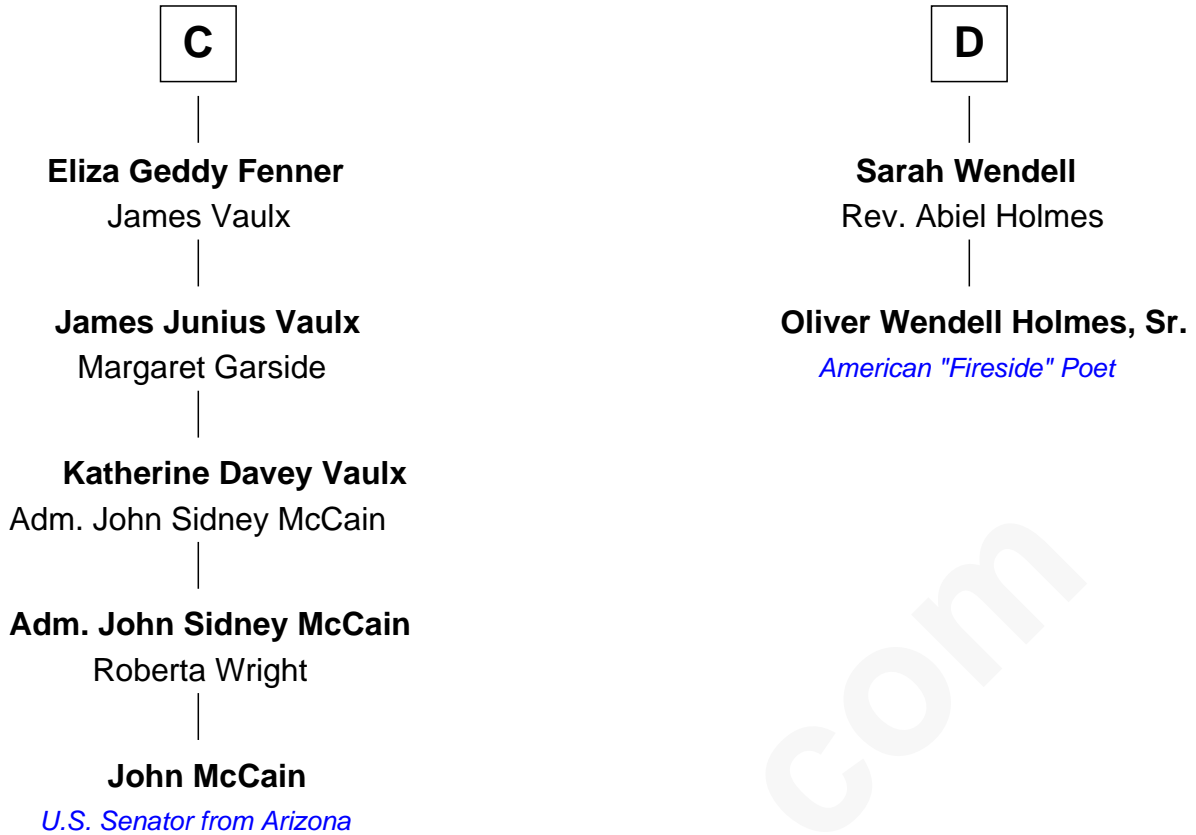 C
Eliza Geddy Fenner
James Vaulx
James Junius Vaulx
Margaret Garside
Katherine Davey Vaulx
Adm. John Sidney McCain
Adm. John Sidney McCain
Roberta Wright
John McCain
U.S. Senator from Arizona
D
Sarah Wendell
Rev. Abiel Holmes
Oliver Wendell Holmes, Sr.
American "Fireside" Poet
com